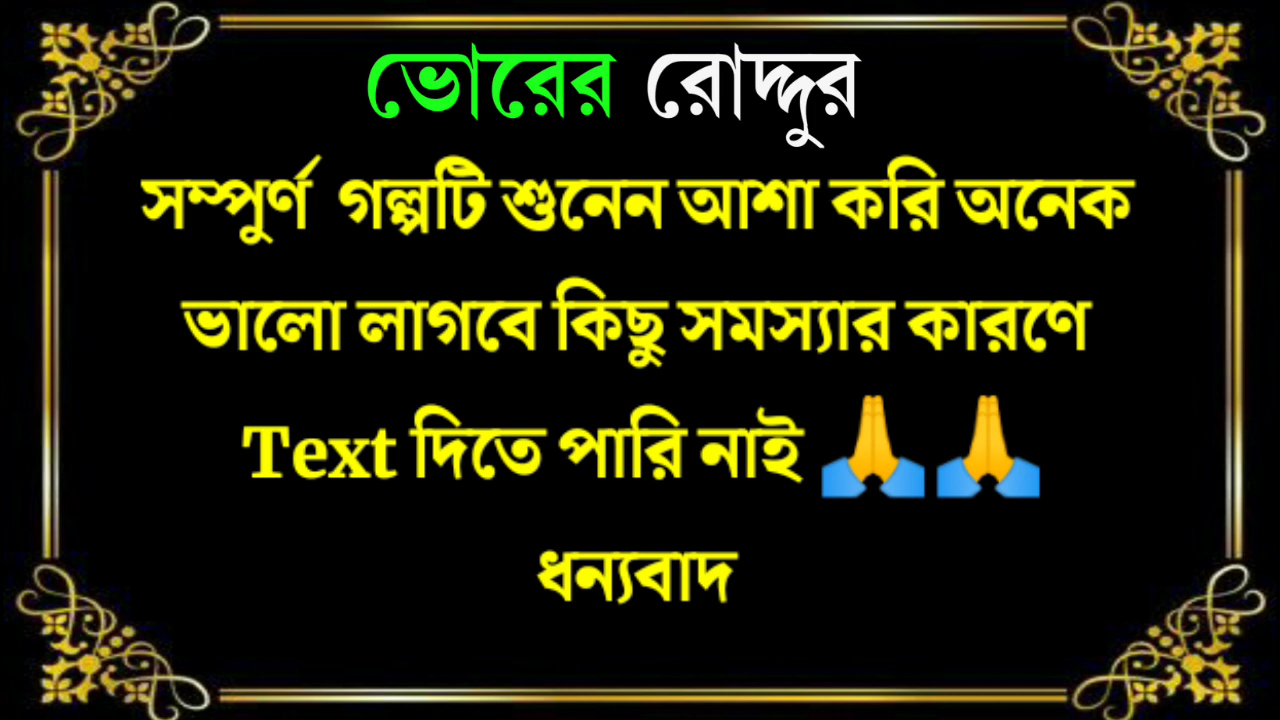 ভোরের রোদ্দুর
সম্পুর্ণ গল্পটি শুনেন আশা করি অনেক
ভালো লাগবে কিছু সমস্যার কারণে
Text দিতে পারি নাই 🙏🙏
ধন্যবাদ